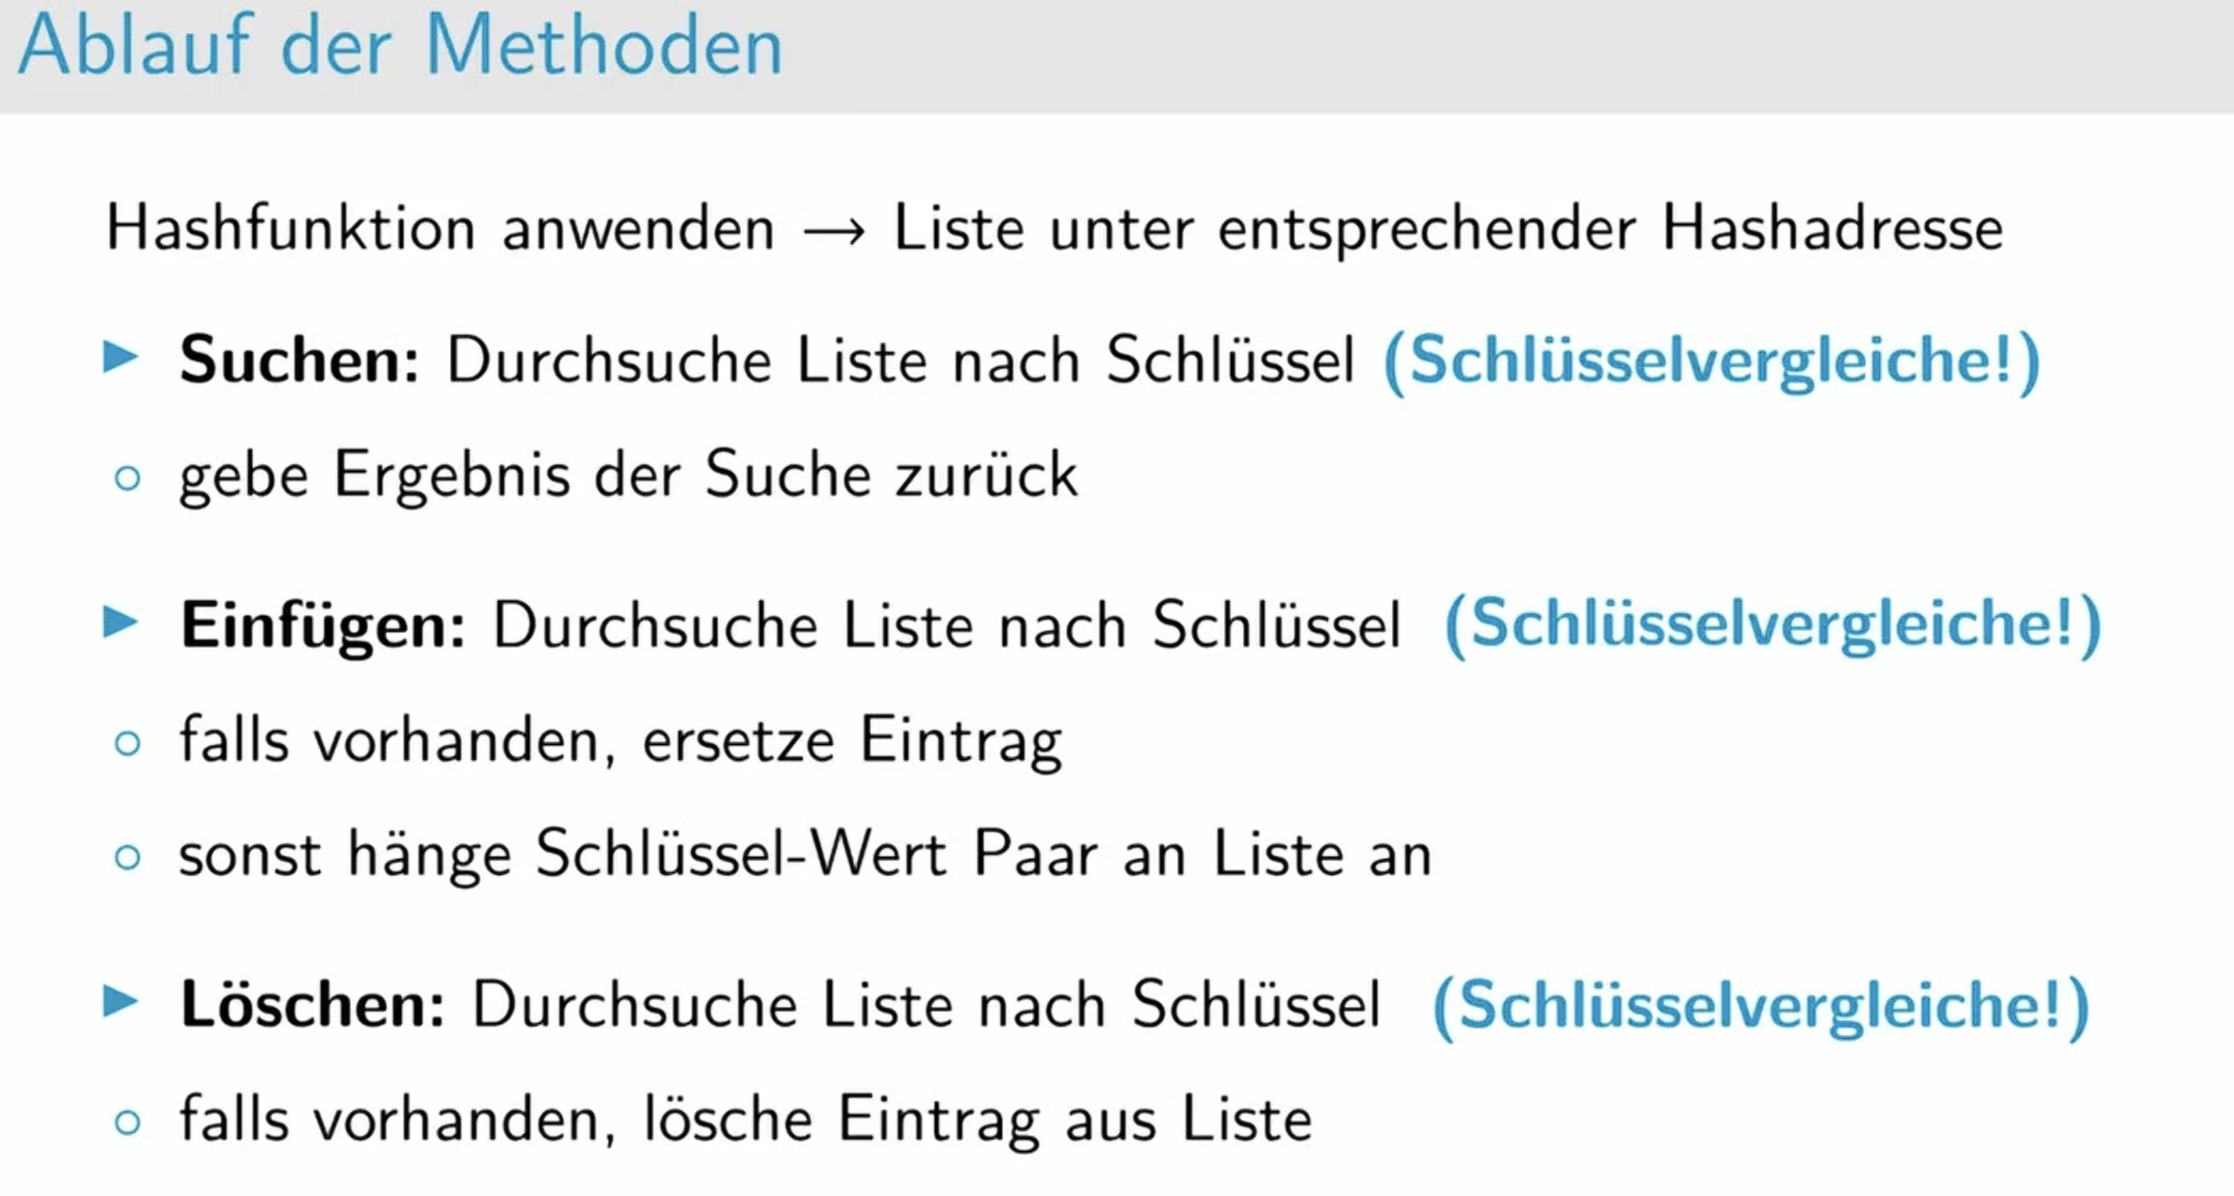 Ablauf der Methoden
Hashfunktion anwenden → Liste unter entsprechender Hashadresse
▶ Suchen: Durchsuche Liste nach Schlüssel (Schlüsselvergleiche!)
○ gebe Ergebnis der Suche zurück
▶ Einfügen: Durchsuche Liste nach Schlüssel (Schlüsselvergleiche!)
○ falls vorhanden, ersetze Eintrag
○ sonst hänge Schlüssel-Wert Paar an Liste an
▶ Löschen: Durchsuche Liste nach Schlüssel (Schlüsselvergleiche!)
○ falls vorhanden, lösche Eintrag aus Liste